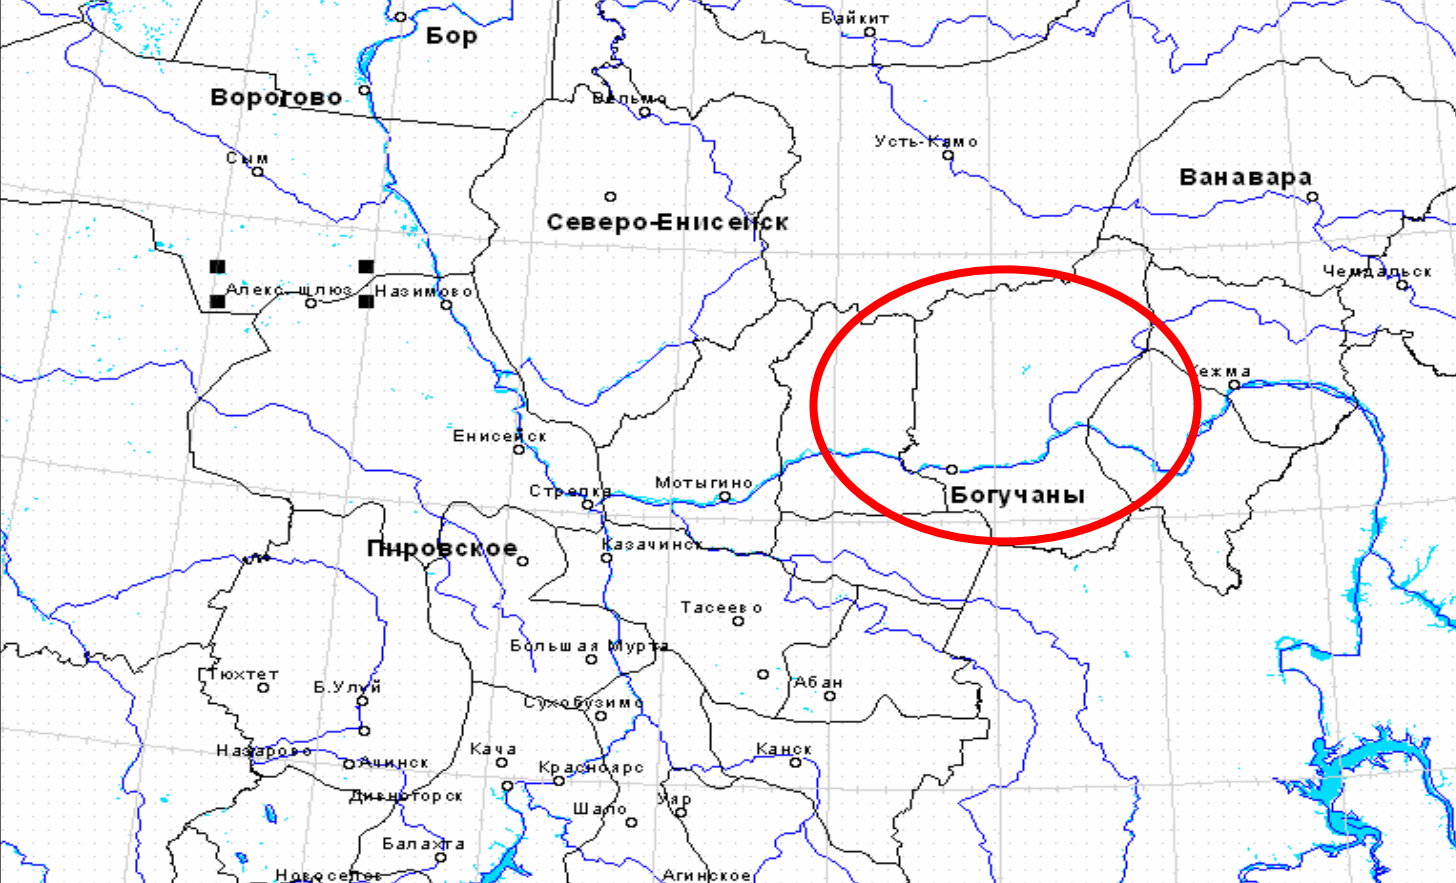 Байкит
Бор
Ворогово
Вельмо
Усть-Камо
Сым
Ванавара
Северо-Енисейск
Чемдальск
Алекс. шлюз
Назимово
Кежма
Енисейск
Мотыгино
Стрелка
Богучаны
Пировское
Казачинск
Тасеево
Большая Мурта
Тюхтет
Б.Улуй
Абан
Сухобузимо
Назарово
Кача
Канск
Ачинск
Красноярс
Дивногорск
Шало
Уяр
Балахта
Новоселов
Агинское